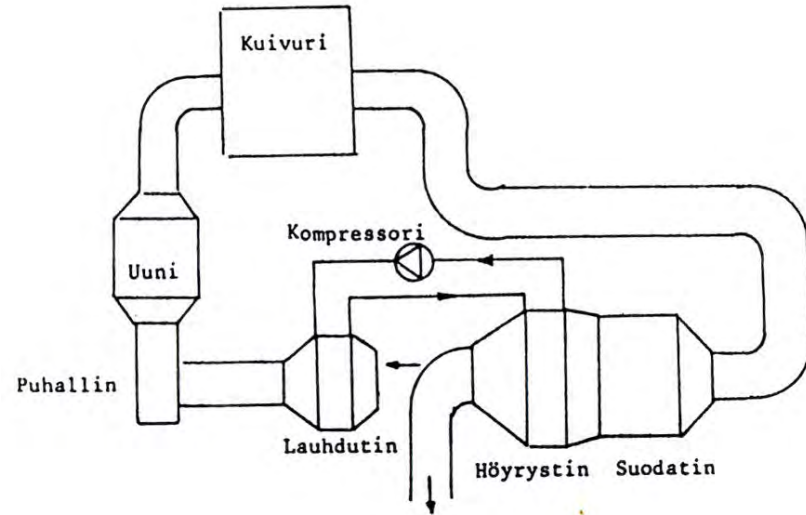 Kuivuri
Kompressori
Uuni
Puhallin
Lauhdutin
Höyrystin Suodatin